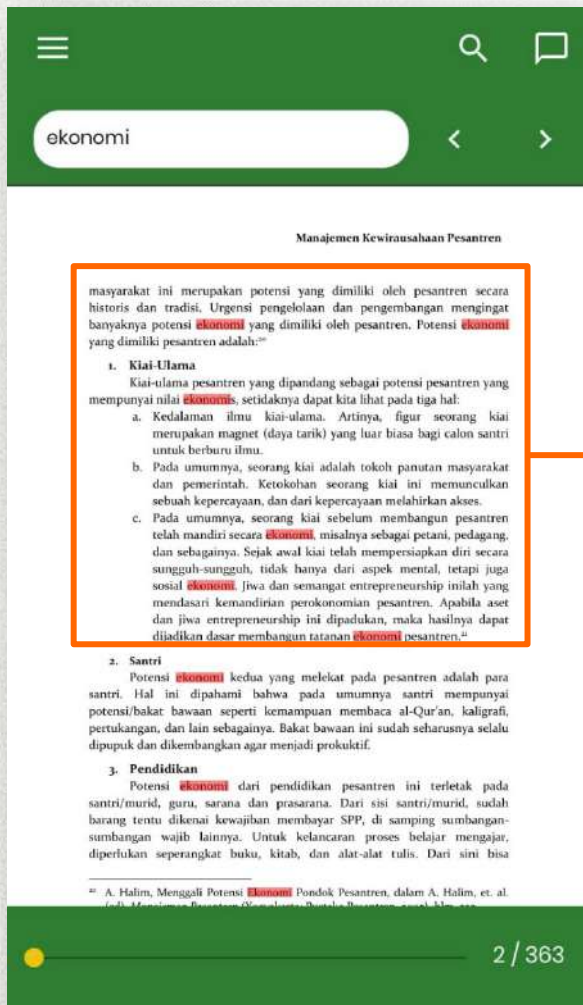 ekonomi
Manajemen Kewirausahaan Pesantren
masyarakat ini merupakan potensi yang dimiliki oleh pesantren secara
historis dan tradisi. Urgensi pengelolaan dan pengembangan mengingat
banyaknya potensi ekonomi yang dimiliki oleh pesantren. Potensi ekonomi
yang dimiliki pesantren adalah:
1. Kiai-Ulama
Kiai-ulama pesantren yang dipandang sebagai potensi pesantren yang
mempunyai nilai ekonomis, setidaknya dapat kita lihat pada tiga hal:
a. Kedalaman ilmu kiai-ulama. Artinya, figur seorang kiai
merupakan magnet (daya tarik) yang luar biasa bagi calon santri
untuk berburu ilmu.
b. Pada umumnya, seorang kiai adalah tokoh panutan masyarakat
dan pemerintah. Ketokohan seorang kiai ini memunculkan
sebuah kepercayaan, dan dari kepercayaan melahirkan akses.
c. Pada umumnya, seorang kiai sebelum membangun pesantren
telah mandiri secara ekonomi, misalnya sebagai petani, pedagang,
dan sebagainya. Sejak awal kiai telah mempersiapkan diri secara
sungguh-sungguh, tidak hanya dari aspek mental, tetapi juga
sosial ekonomi. Jiwa dan semangat entrepreneurship inilah yang
mendasari kemandirian perokonomian pesantren. Apabila aset
dan jiwa entrepreneurship ini dipadukan, maka hasilnya dapat
dijadikan dasar membangun tatanan ekonomi pesantren.
2. Santri
Potensi ekonomi kedua yang melekat pada pesantren adalah para
santri. Hal ini dipahami bahwa pada umumnya santri mempunyai
potensi/bakat bawaan seperti kemampuan membaca al-Qur'an, kaligrafi,
pertukangan, dan lain sebagainya. Bakat bawaan ini sudah seharusnya selalu
dipupuk dan dikembangkan agar menjadi prokuktif.
3. Pendidikan
Potensi ekonomi dari pendidikan pesantren ini terletak pada
santri/murid, guru, sarana dan prasarana. Dari sisi santri/murid, sudah
barang tentu dikenai kewajiban membayar SPP, di samping sumbangan-
sumbangan wajib lainnya. Untuk kelancaran proses belajar mengajar,
diperlukan seperangkat buku, kitab, dan alat-alat tulis. Dari sini bisa
A. Halim, Menggali Potensi Ekonomi Pondok Pesantren, dalam A. Halim, et. al.
2 / 363